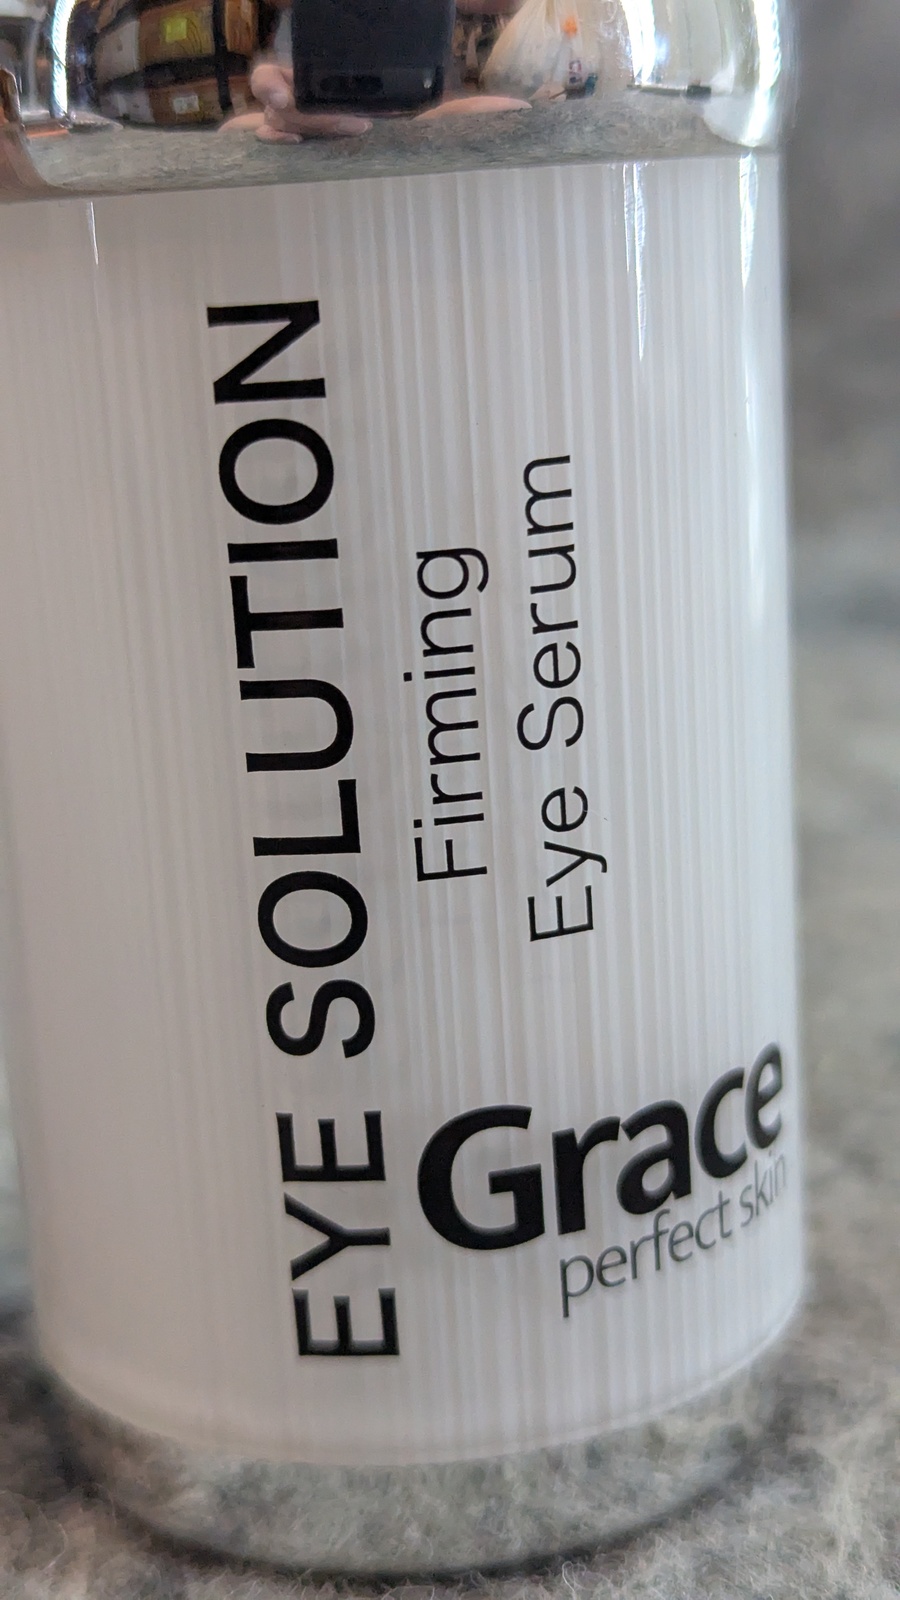 EYE SOLUTION
Firming
Eye Serum
Grace
perfect skin